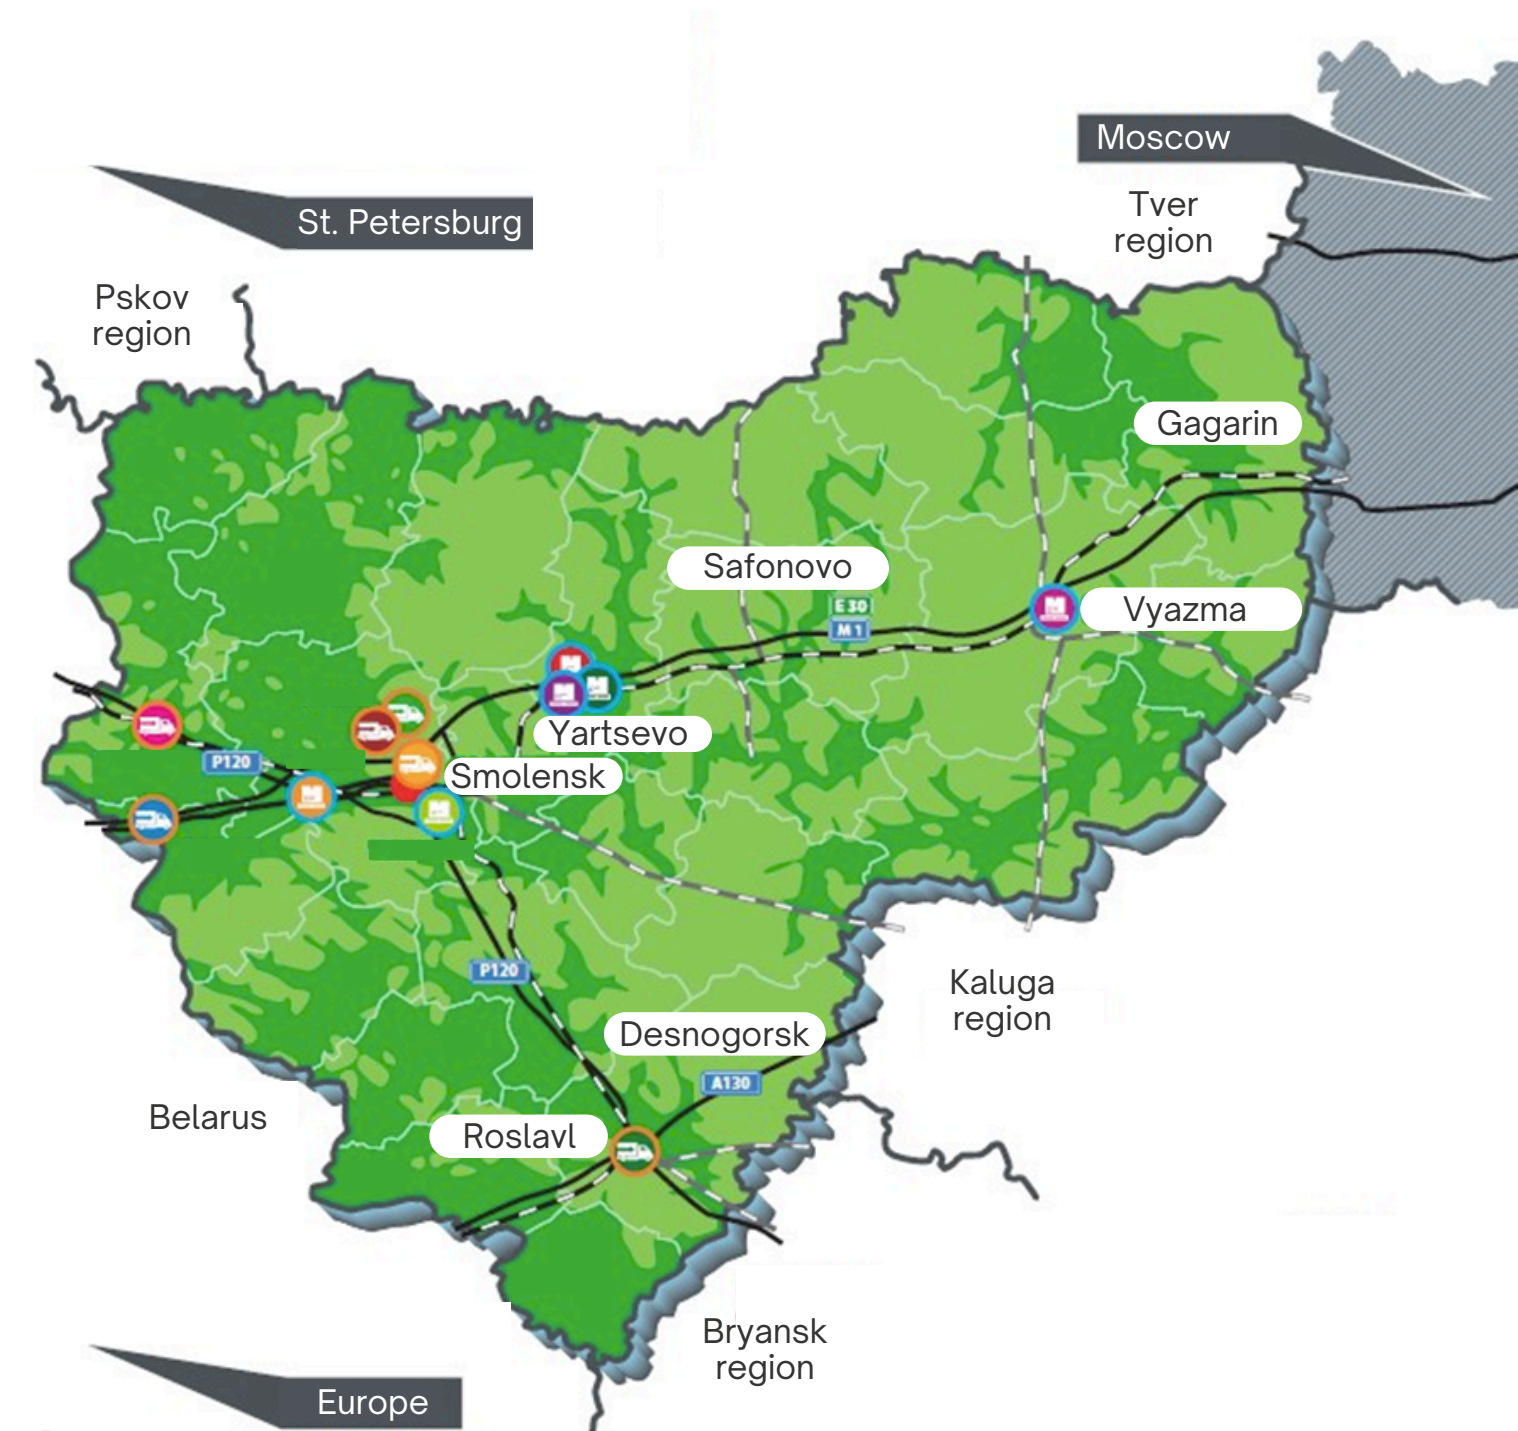 Moscow
Tver
region
St. Petersburg
Pskov
region
Gagarin
Safonovo
E 30
M 1
Vyazma
Yartsevo
P120
Smolensk
P120
Kaluga
region
Desnogorsk
A130
Belarus
Roslavl
Bryansk
region
Europe